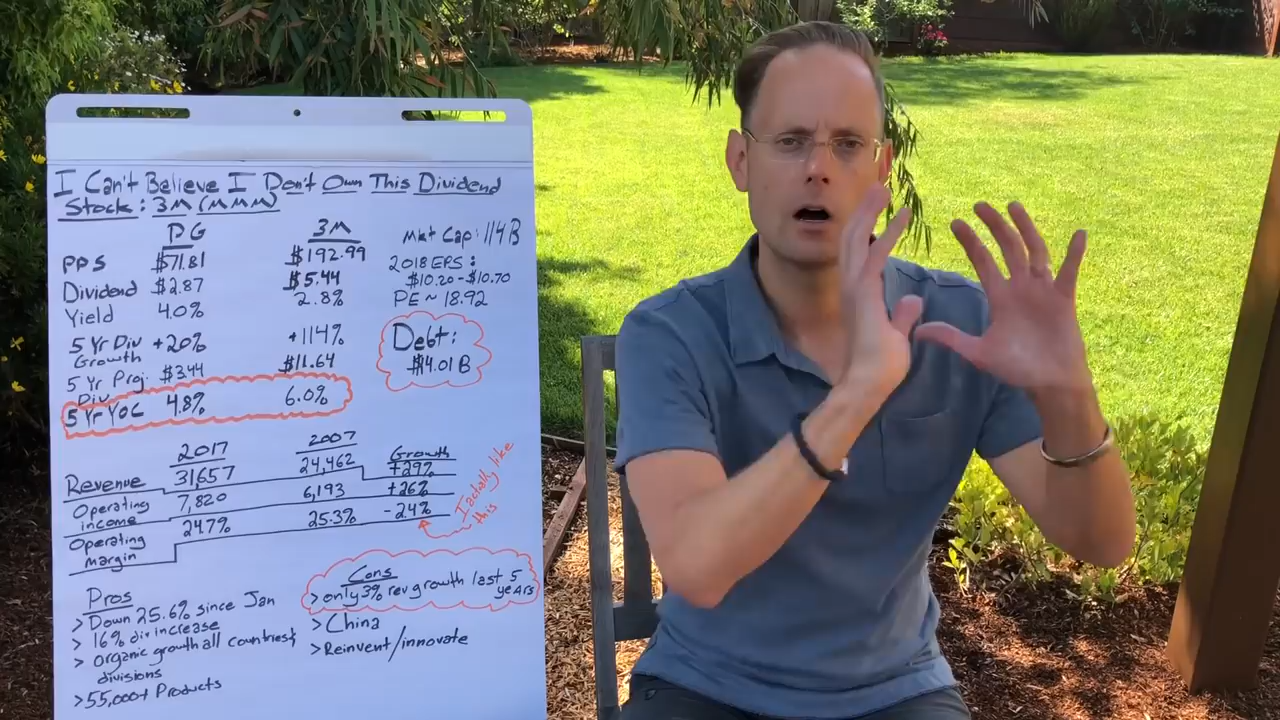 I Can't Believe I Don't Own This Dividend
Stock: 3M (MMM)
PG 3M
PPS $71.81 $192.99
Dividend $2.87 $5.44
Yield 4.0% 2.8%
5 Yr Div Growth +20% +114%
5 Yr Proj. Div $3.44 $11.64
5 Yr YOC 4.8% 6.0%
Mkt Cap: 114 B
2018 EPS:
$10.20-$10.70
PE ~ 18.92
Debt:
$14.01 B
2017 2007 Growth
Revenue 31,657 24,462 +29%
Operating income 7,820 6,193 +26%
Operating margin 24.7% 25.3% -2.4%
I actually like
this
Pros
> Down 25.6% since Jan
> 16% div increase
> organic growth all countries &
divisions
> 55,000+ Products
Cons
> only 3% rev growth last 5
years
> China
> Reinvent/innovate